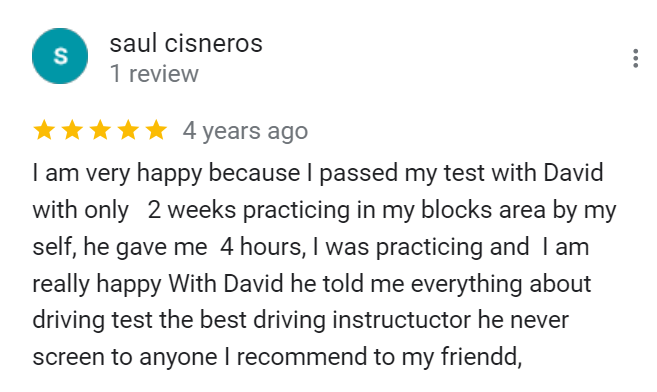 S
saul cisneros
1 review
4 years ago
I am very happy because I passed my test with David
with only   2 weeks practicing in my blocks area by my
self, he gave me  4 hours, I was practicing and  I am
really happy With David he told me everything about
driving test the best driving instructuctor he never
screen to anyone I recommend to my friendd,